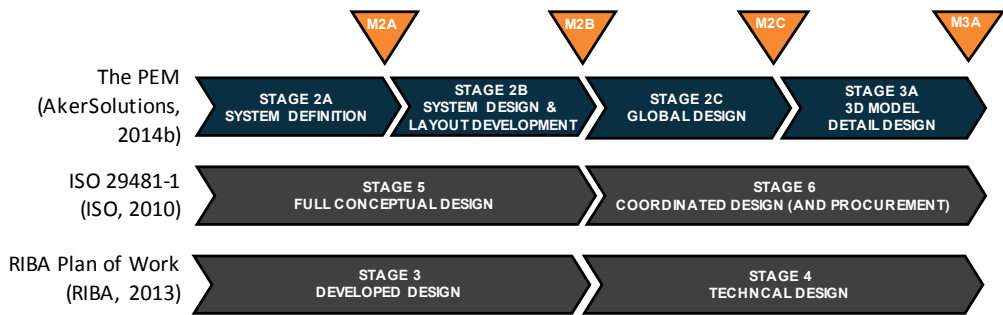 M2A
M2B
M2C
M3A
The PEM
(AkerSolutions,
2014b)
STAGE 2A
SYSTEM DEFINITION
STAGE 2B
SYSTEM DESIGN &
LAYOUT DEVELOPMENT
STAGE 2C
GLOBAL DESIGN
STAGE 3A
3D MODEL
DETAIL DESIGN
ISO 29481-1
(ISO, 2010)
STAGE 5
FULL CONCEPTUAL DESIGN
STAGE 6
COORDINATED DESIGN (AND PROCUREMENT)
RIBA Plan of Work
(RIBA, 2013)
STAGE 3
DEVELOPED DESIGN
STAGE 4
TECHNCAL DESIGN